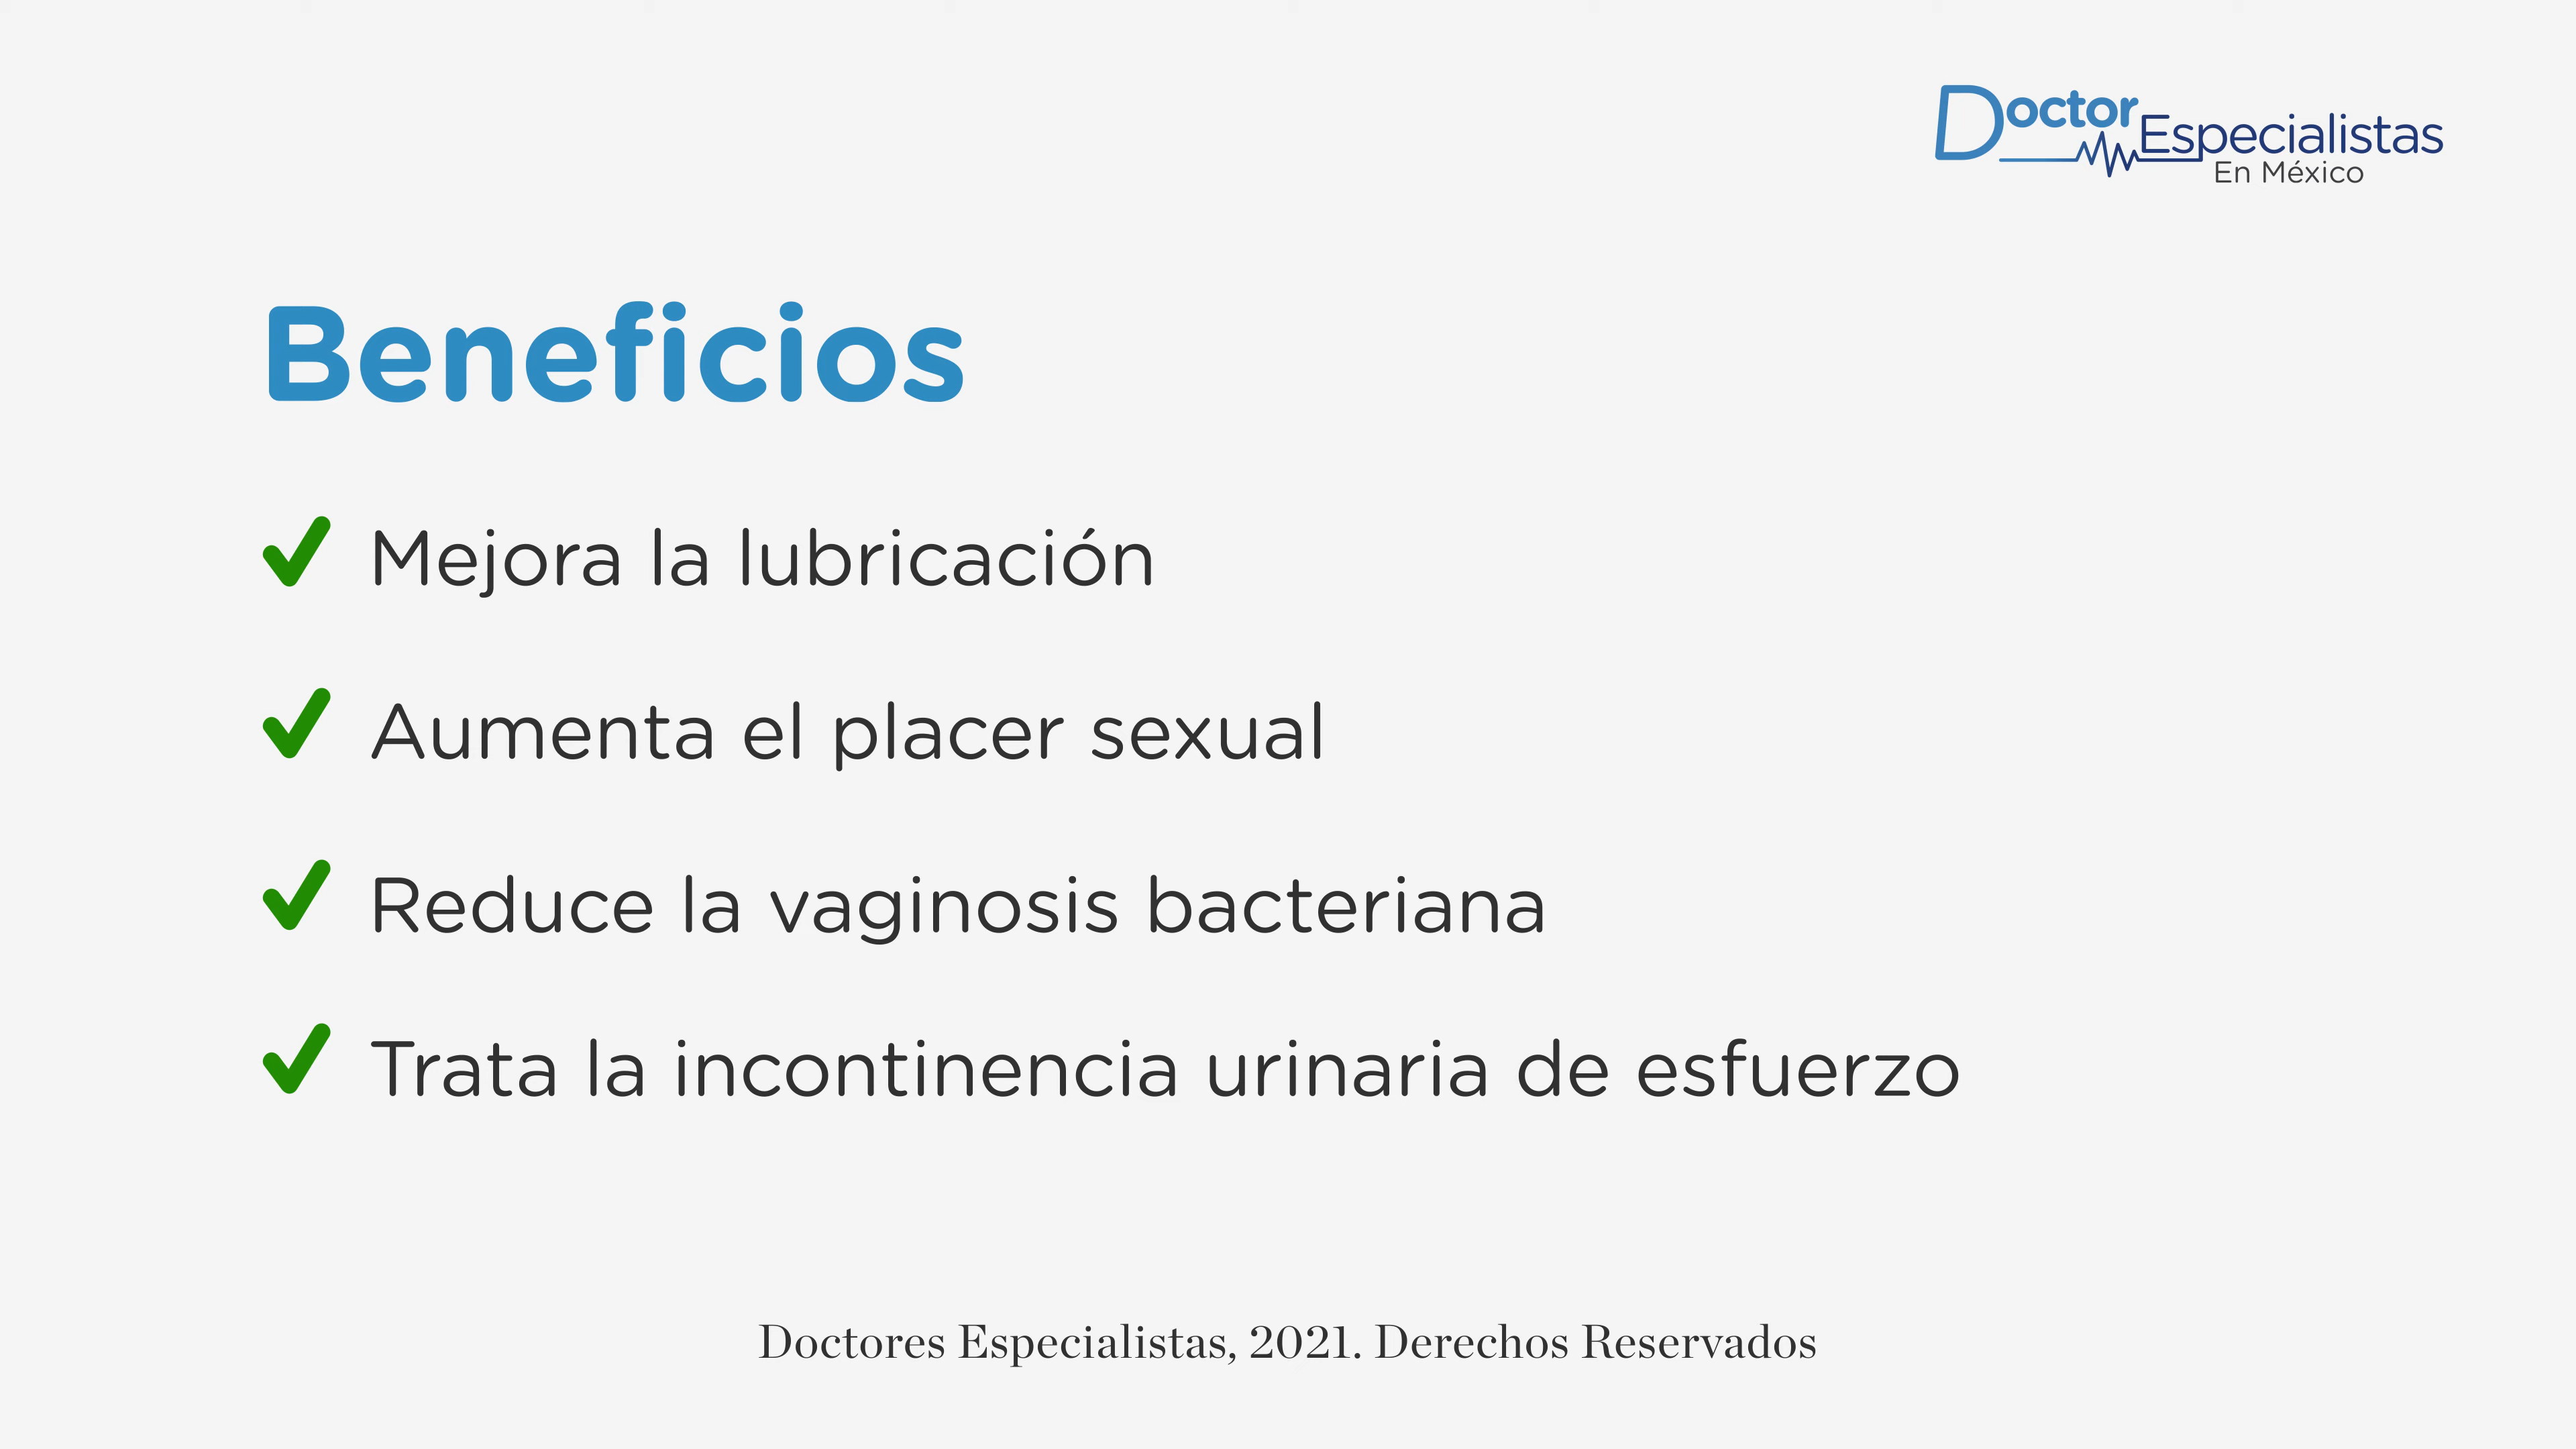 Doctor Especialistas
En México
Beneficios
Mejora la lubricación
Aumenta el placer sexual
Reduce la vaginosis bacteriana
Trata la incontinencia urinaria de esfuerzo
Doctores Especialistas, 2021. Derechos Reservados